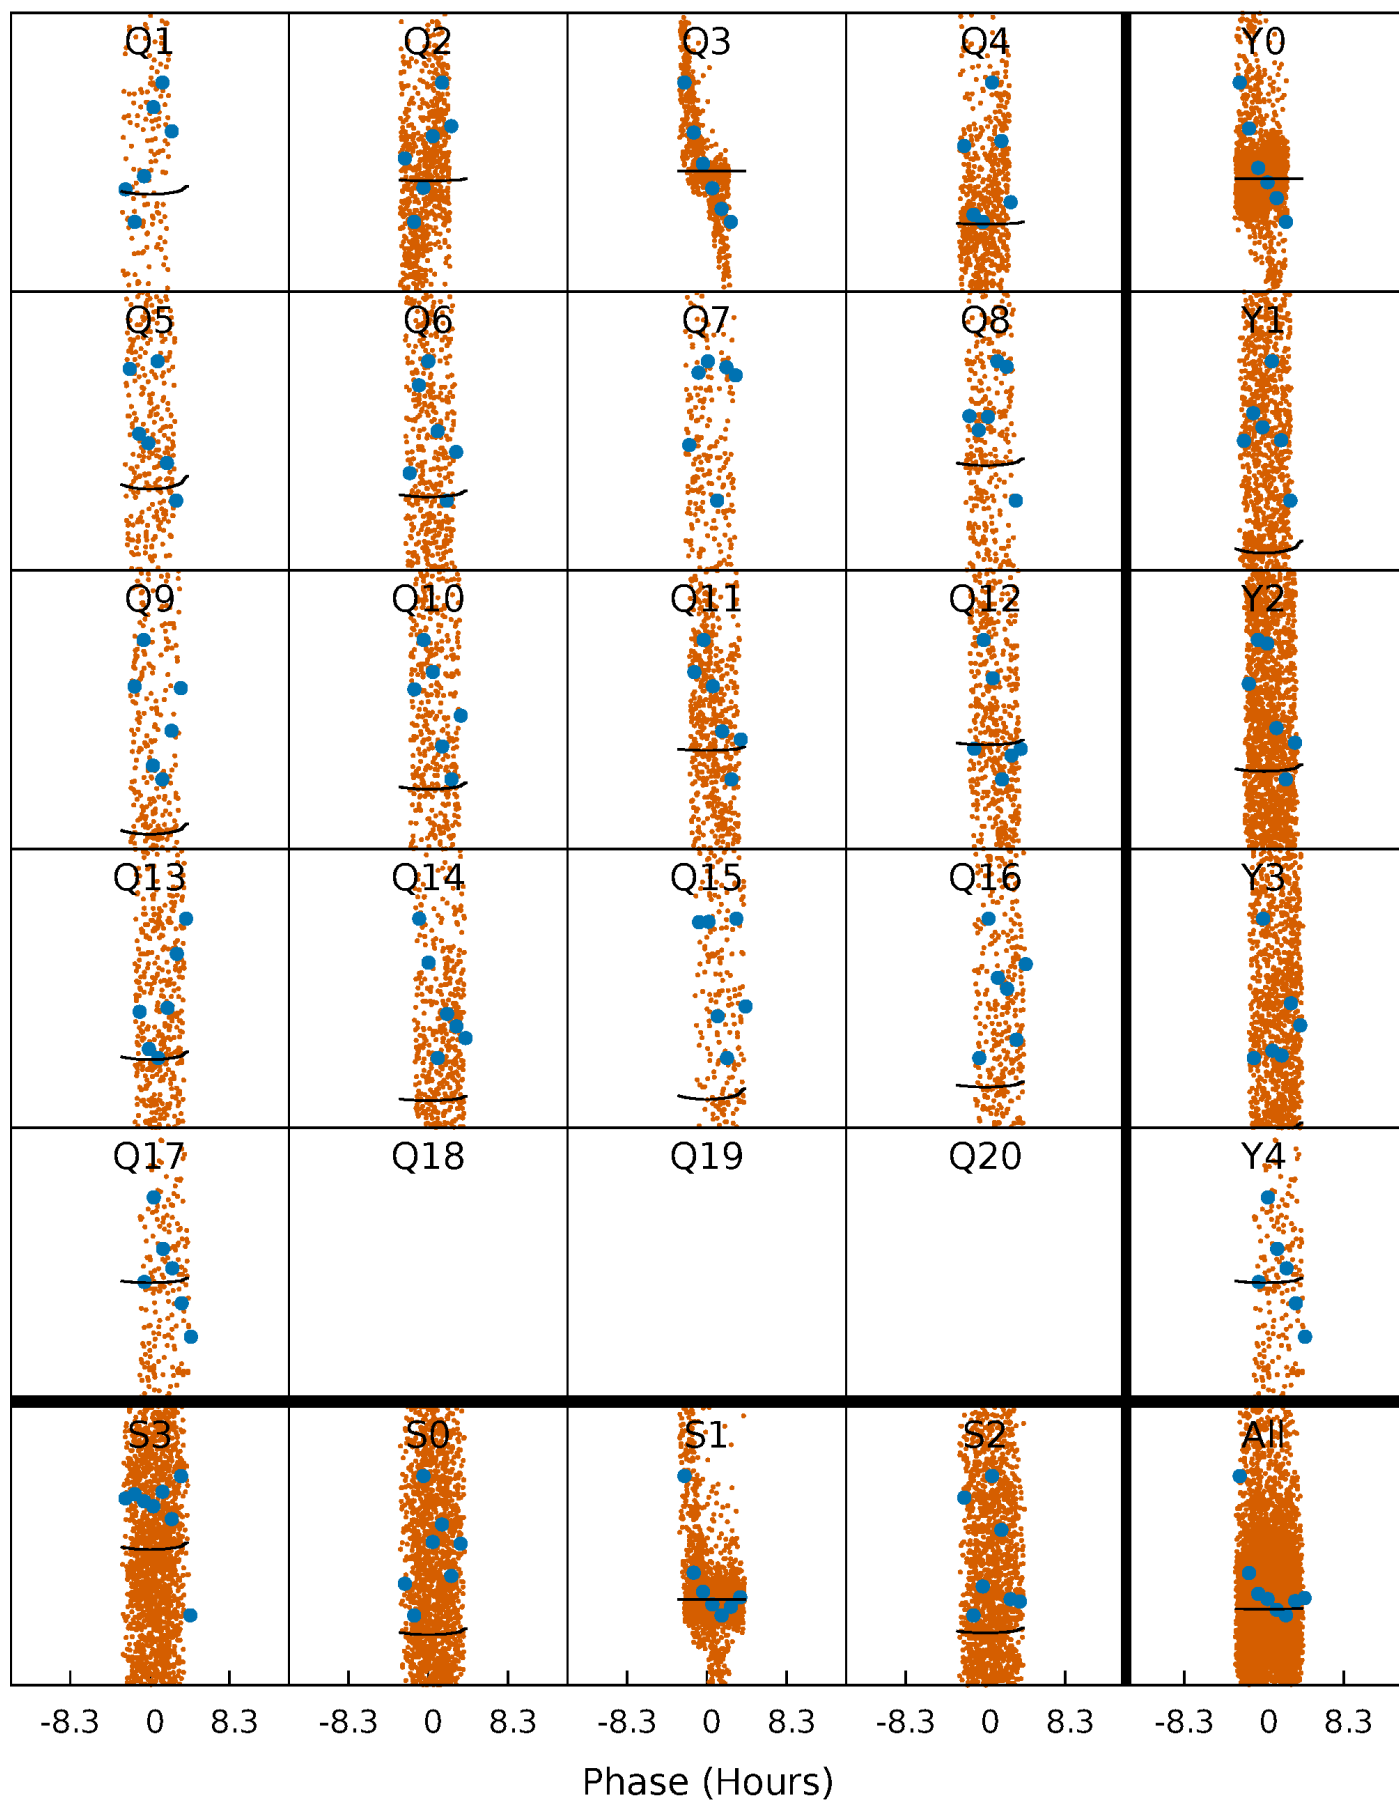 Q1 Q2 Q3 Q4 Y0
Q5 Q6 Q7 Q8 Y1
Q9 Q10 Q11 Q12 Y2
Q13 Q14 Q15 Q16 Y3
Q17 Q18 Q19 Q20 Y4
S3 S0 S1 S2 All
-8.3 0 8.3 -8.3 0 8.3 -8.3 0 8.3 -8.3 0 8.3 -8.3 0 8.3
Phase (Hours)